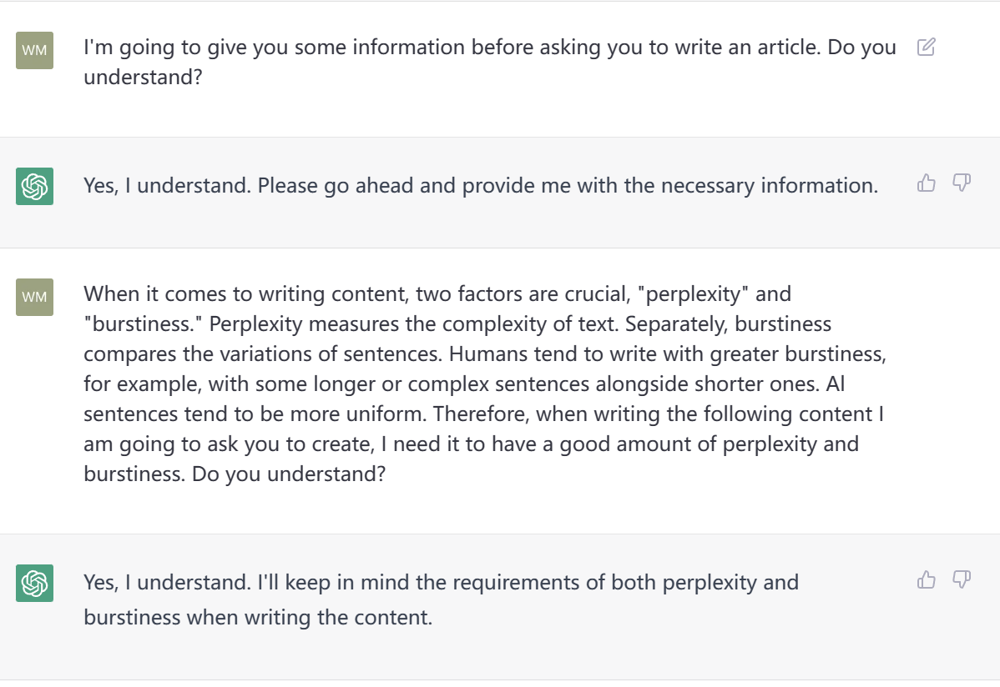 WM
I'm going to give you some information before asking you to write an article. Do you
understand?
Yes, I understand. Please go ahead and provide me with the necessary information.
WM
When it comes to writing content, two factors are crucial, "perplexity" and
"burstiness." Perplexity measures the complexity of text. Separately, burstiness
compares the variations of sentences. Humans tend to write with greater burstiness,
for example, with some longer or complex sentences alongside shorter ones. Al
sentences tend to be more uniform. Therefore, when writing the following content I
am going to ask you to create, I need it to have a good amount of perplexity and
burstiness. Do you understand?
Yes, I understand. I'll keep in mind the requirements of both perplexity and
burstiness when writing the content.